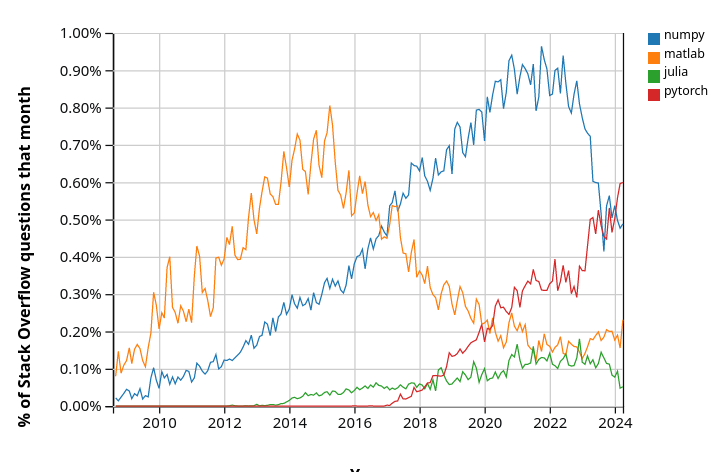 % of Stack Overflow questions that month
1.00%
0.90%
0.80%
0.70%
0.60%
0.50%
0.40%
0.30%
0.20%
0.10%
0.00%
2010 2012 2014 2016 2018 2020 2022 2024
numpy
matlab
julia
pytorch